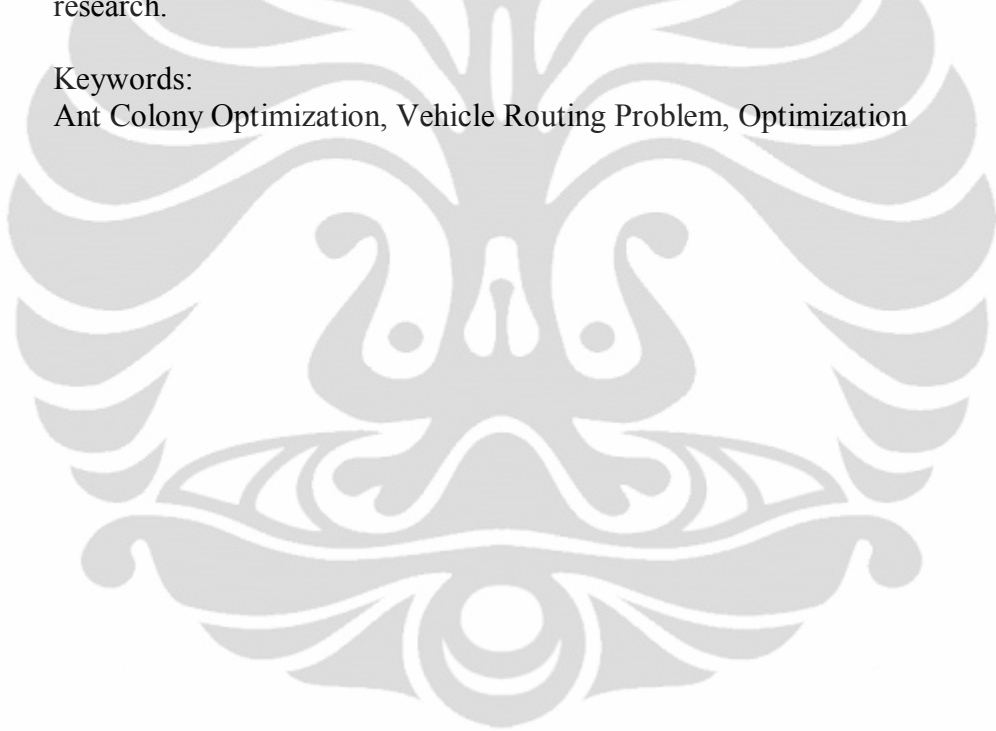 research.
Keywords:
Ant Colony Optimization, Vehicle Routing Problem, Optimization